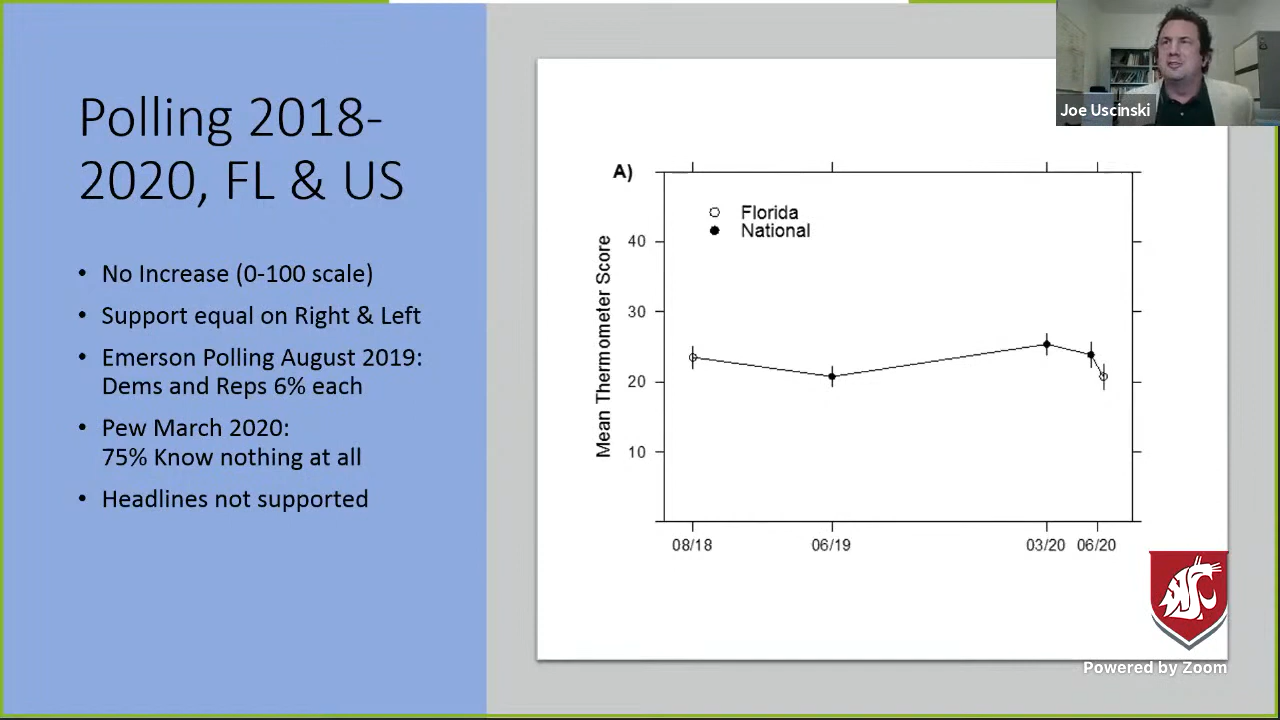 Polling 2018-
2020, FL & US
• No Increase (0-100 scale)
• Support equal on Right & Left
• Emerson Polling August 2019:
Dems and Reps 6% each
• Pew March 2020:
75% Know nothing at all
• Headlines not supported
Joe Uscinski
A)
Florida
National
Mean Thermometer Score
40
30
20
10
08/18 06/19 03/20 06/20
Powered by Zoom